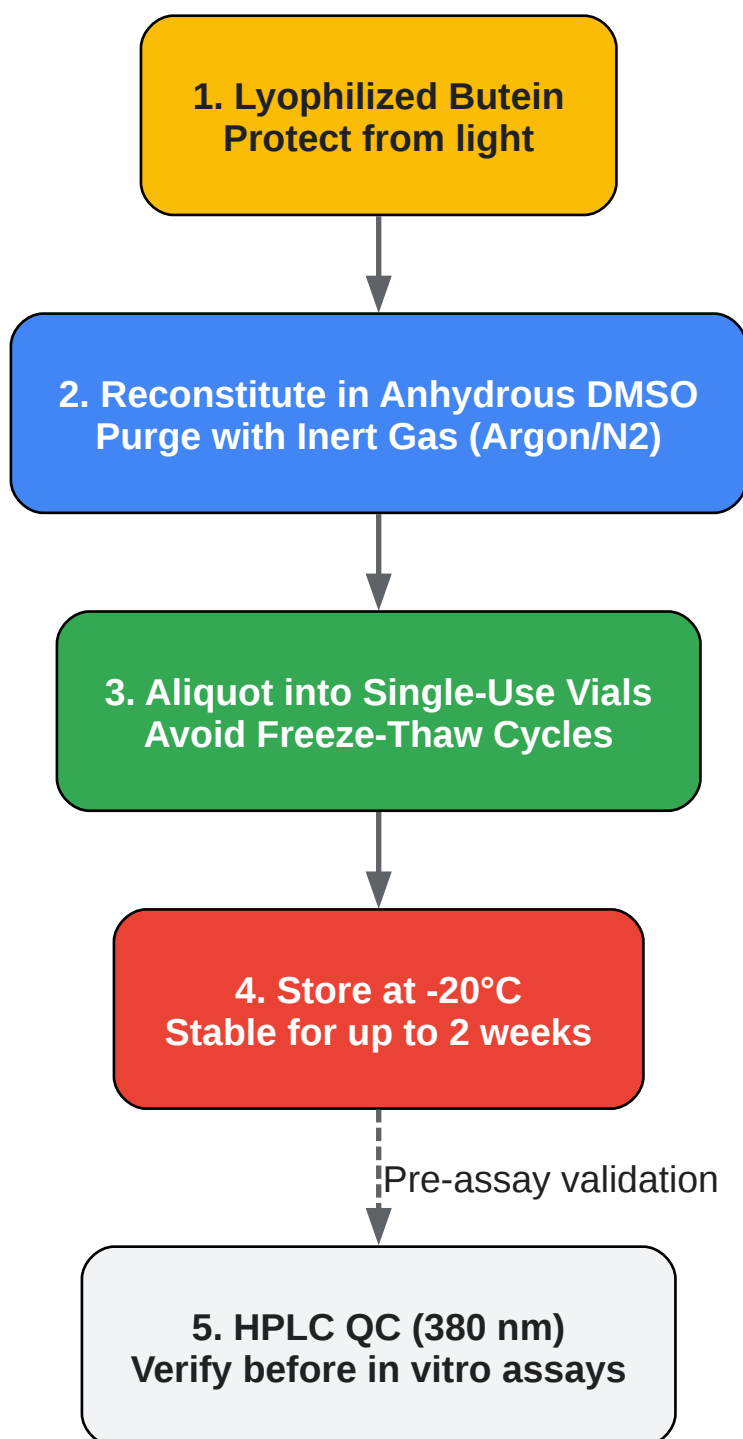 1. Lyophilized Butein
Protect from light
2. Reconstitute in Anhydrous DMSO
Purge with Inert Gas (Argon/N2)
3. Aliquot into Single-Use Vials
Avoid Freeze-Thaw Cycles
4. Store at -20°C
Stable for up to 2 weeks
Pre-assay validation
5. HPLC QC (380 nm)
Verify before in vitro assays